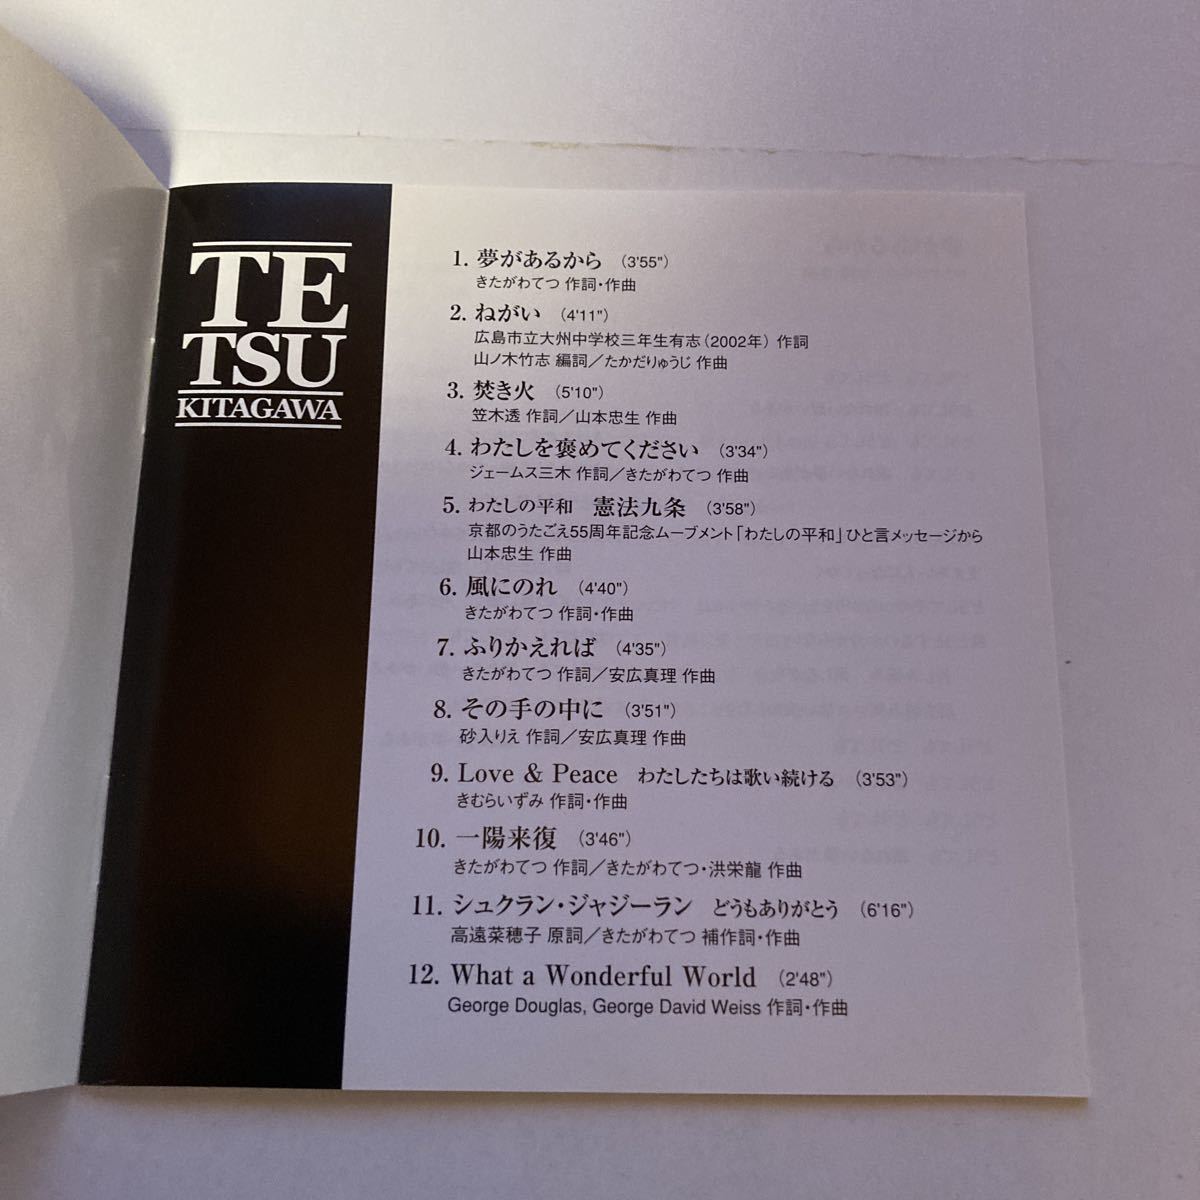 TE
TSU
KITAGAWA
1. 夢があるから (3'55")
きたがわてつ 作詞・作曲
2. ねがい (4'11")
広島市立大州中学校三年生有志(2002年) 作詞
山ノ木竹志 編詞/たかだりゅうじ 作曲
3. 焚き火 (5'10")
笠木透 作詞/山本忠生 作曲
4. わたしを褒めてください (3'34")
ジェームス三木 作詞/きたがわてつ 作曲
5. わたしの平和 憲法九条 (3'58")
京都のうたごえ55周年記念ムーブメント「わたしの平和」ひと言メッセージから
山本忠生 作曲
6. 風にのれ (4'40")
きたがわてつ 作詞・作曲
7. ふりかえれば (4'35")
きたがわてつ 作詞/安広真理 作曲
8. その手の中に (3'51")
砂入りえ 作詞/安広真理 作曲
9. Love & Peace わたしたちは歌い続ける (3'53")
きむらいずみ 作詞・作曲
10. 一陽来復 (3'46")
きたがわてつ 作詞/きたがわてつ・洪栄龍 作曲
11. シュクラン・ジャジーラン どうもありがとう (6'16")
高遠菜穂子 原詞/きたがわてつ 補作詞・作曲
12. What a Wonderful World (2'48")
George Douglas, George David Weiss 作詞・作曲